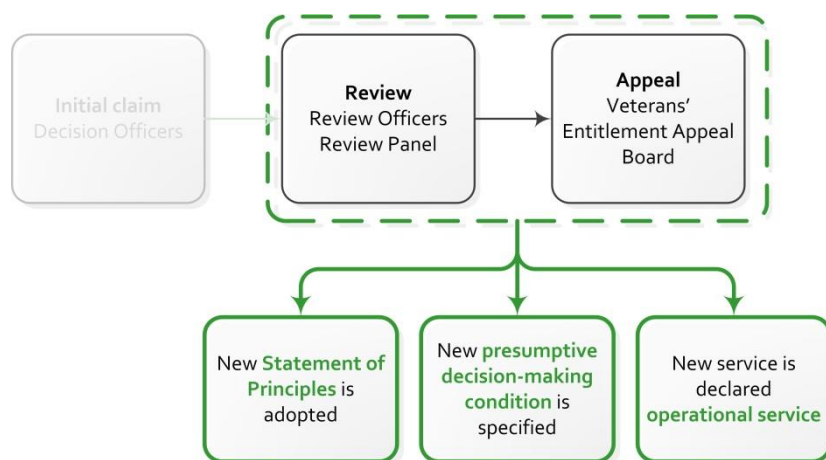 Initial claim
Decision Officers
Review
Review Officers
Review Panel
Appeal
Veterans’
Entitlement Appeal
Board
New Statement of
Principles is
adopted
New presumptive
decision-making
condition is
specified
New service is
declared
operational service